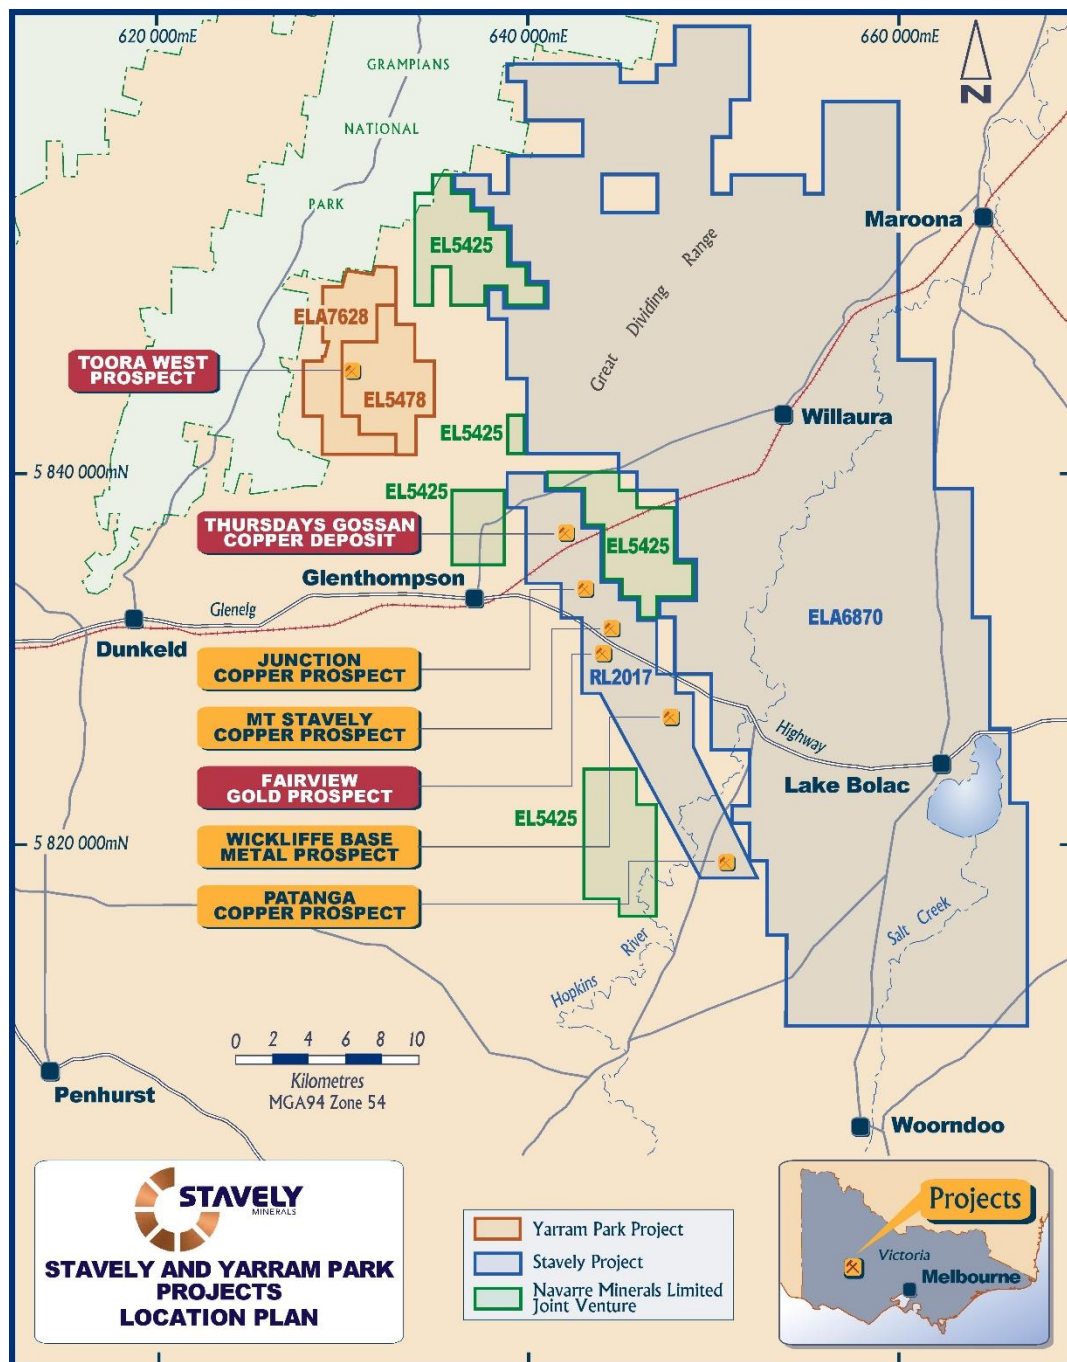 620 000mE
640 000mE
660 000mE
GRAMPIANS
NATIONAL
PARK
N
Maroona
EL5425
Great Dividing Range
ELA7628
TOORA WEST
PROSPECT
EL5478
EL5425
Willaura
5 840 000mN
EL5425
THURSDAYS GOSSAN
COPPER DEPOSIT
EL5425
Glenthompson
Glenelg
Dunkeld
ELA6870
JUNCTION
COPPER PROSPECT
RL2017
MT STAVELY
COPPER PROSPECT
Highway
FAIRVIEW
GOLD PROSPECT
Lake Bolac
EL5425
5 820 000mN
WICKLIFFE BASE
METAL PROSPECT
PATANGA
COPPER PROSPECT
Salt Creek
Hopkins River
0 2 4 6 8 10
Kilometres
MGA94 Zone 54
Penhurst
Woorndoo
STAVELY
MINERALS
STAVELY AND YARRAM PARK
PROJECTS
LOCATION PLAN
Yarram Park Project
Stavely Project
Navarre Minerals Limited
Joint Venture
Projects
Victoria
Melbourne